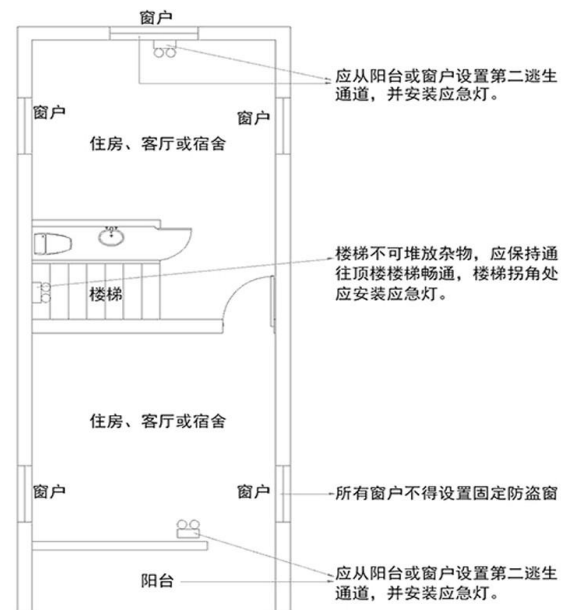 窗户
应从阳台或窗户设置第二逃生
通道，并安装应急灯。
窗户
窗户
住房、客厅或宿舍
楼梯不可堆放杂物，应保持通
往顶楼楼梯畅通，楼梯拐角处
应安装应急灯。
楼梯
住房、客厅或宿舍
窗户
窗户
所有窗户不得设置固定防盗窗
应从阳台或窗户设置第二逃生
通道，并安装应急灯。
阳台